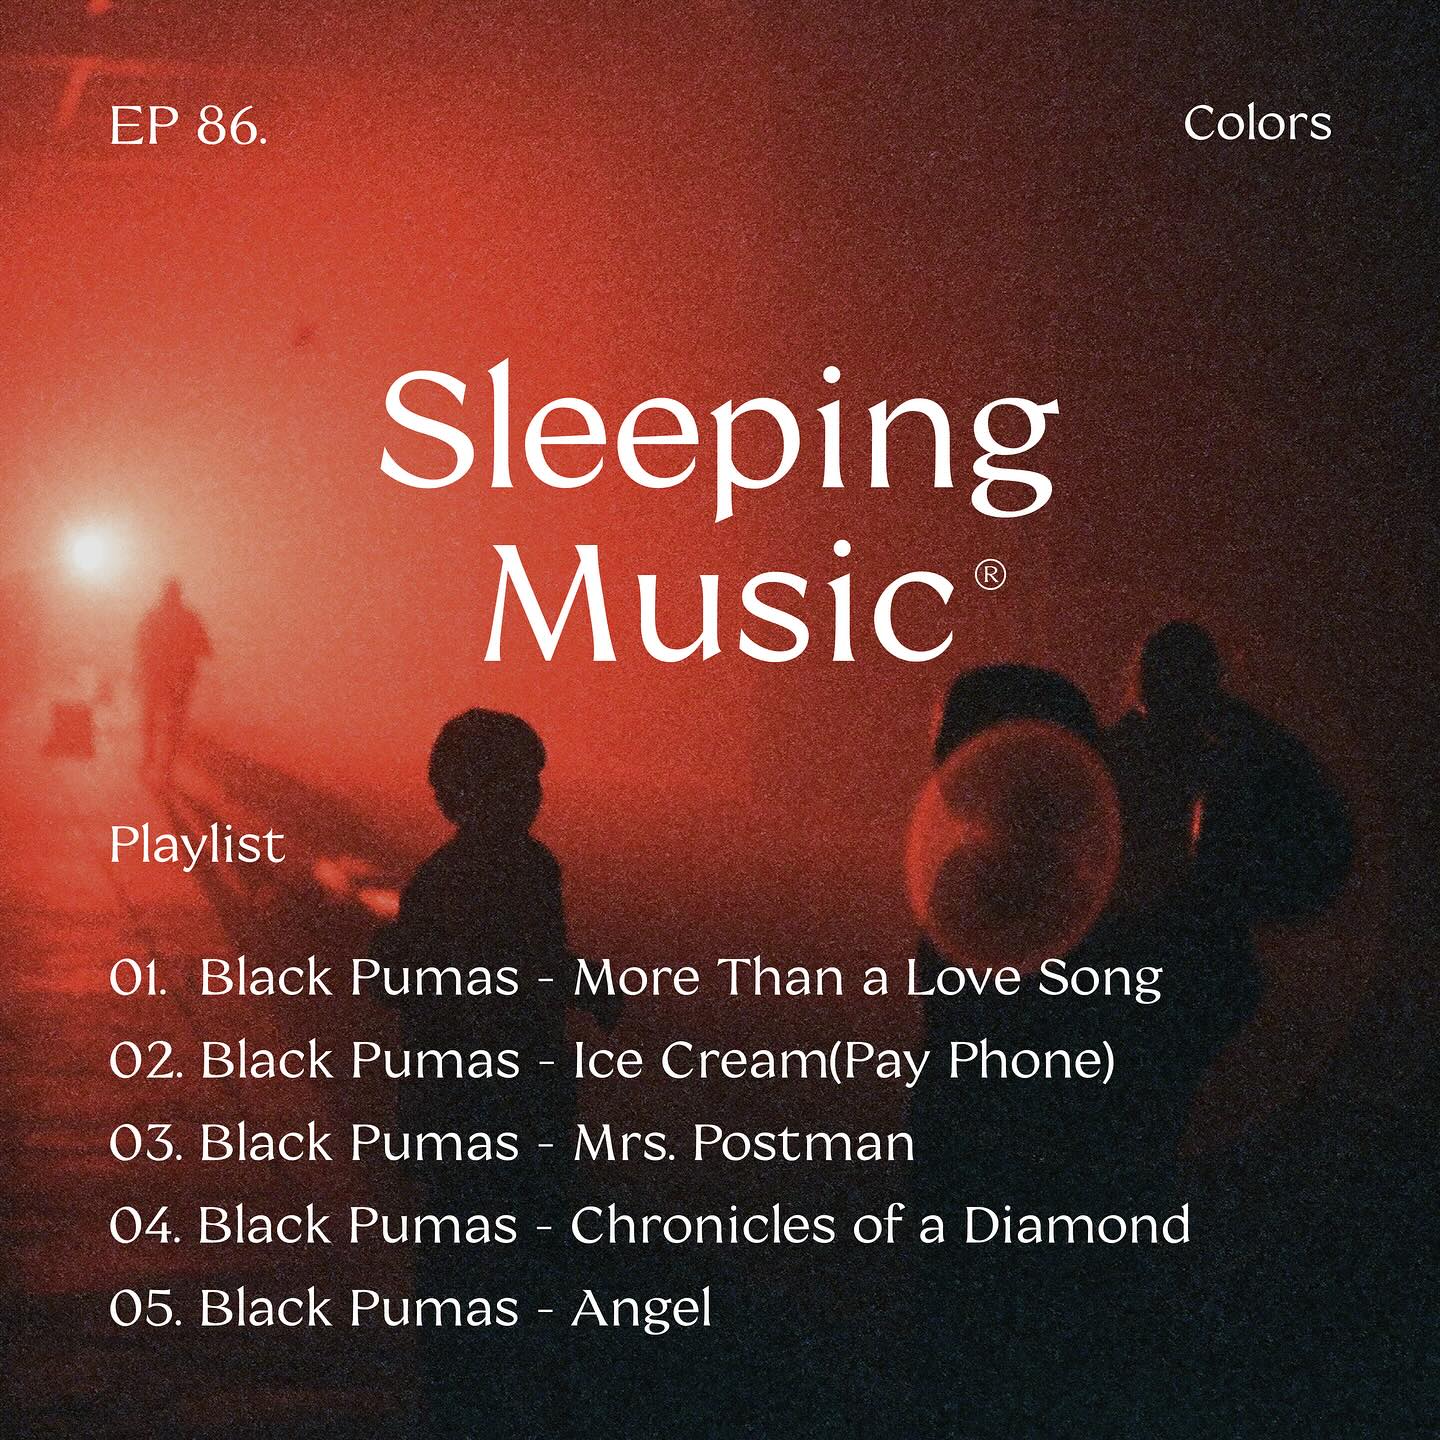 EP 86.
Colors
Sleeping
Music®
Playlist
01. Black Pumas - More Than a Love Song
02. Black Pumas - Ice Cream(Pay Phone)
03. Black Pumas - Mrs. Postman
04. Black Pumas - Chronicles of a Diamond
05. Black Pumas - Angel